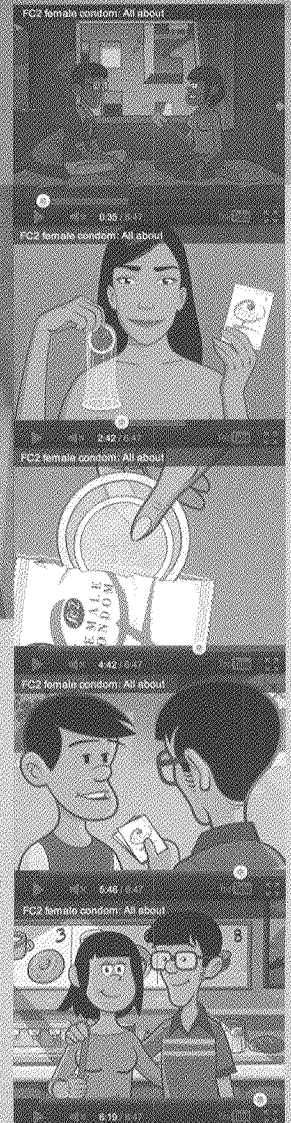 FC2 female condom: All about
0:35 / 6:47
FC2 female condom: All about
2:42 / 6:47
FC2 female condom: All about
FC2
FEMALE
CONDOM
4:42 / 6:47
FC2 female condom: All about
5:46 / 6:47
FC2 female condom: All about
3
8
6:19 / 6:47